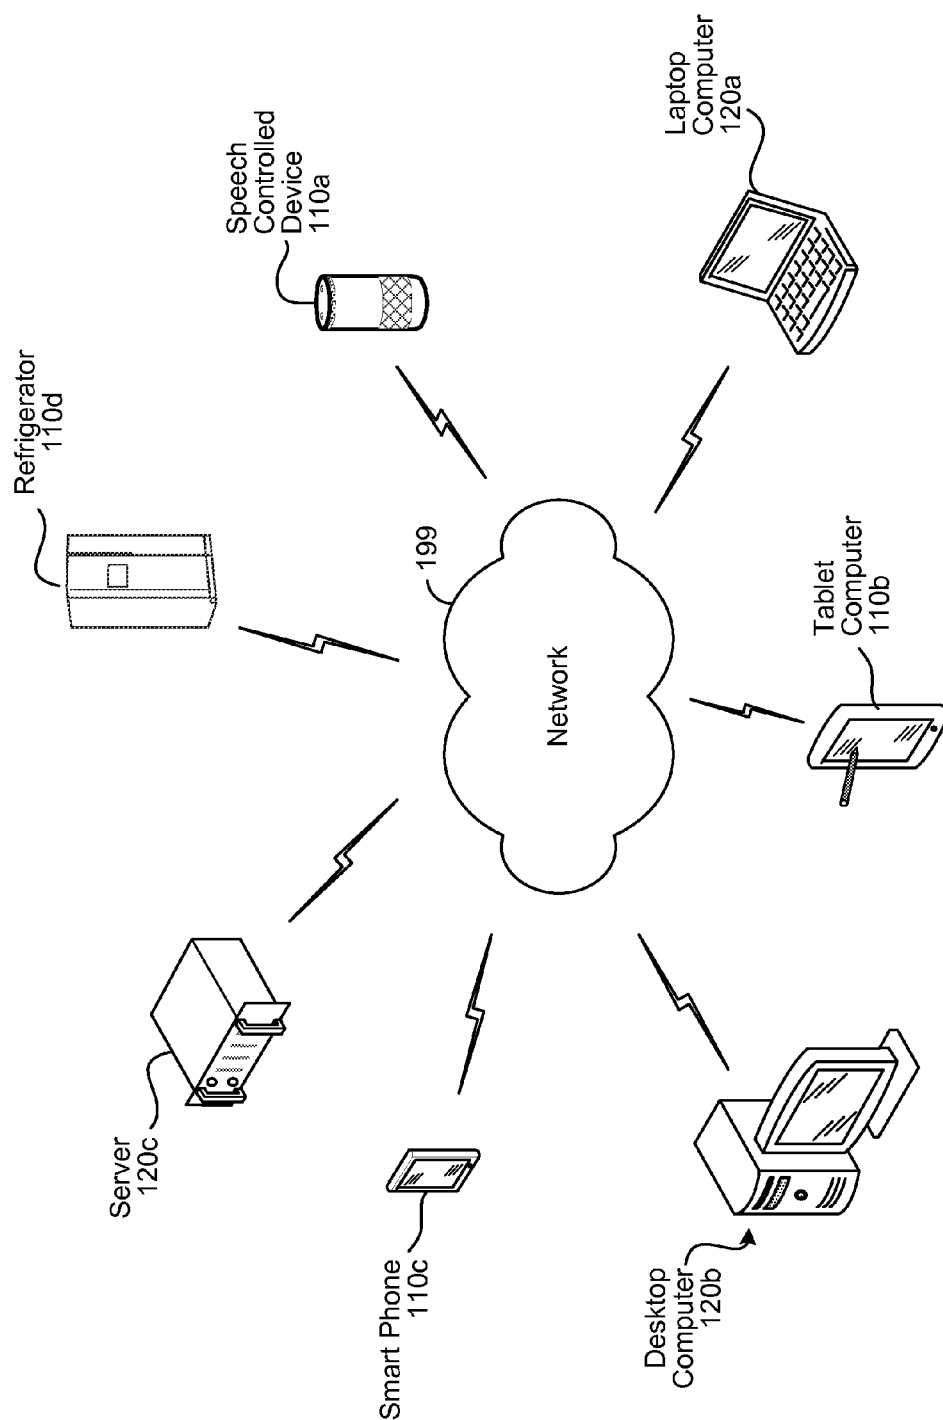 Server
120c
Refrigerator
110d
Speech
Controlled
Device
110a
Smart Phone
110c
199
Network
Desktop
Computer
120b
Tablet
Computer
110b
Laptop
Computer
120a